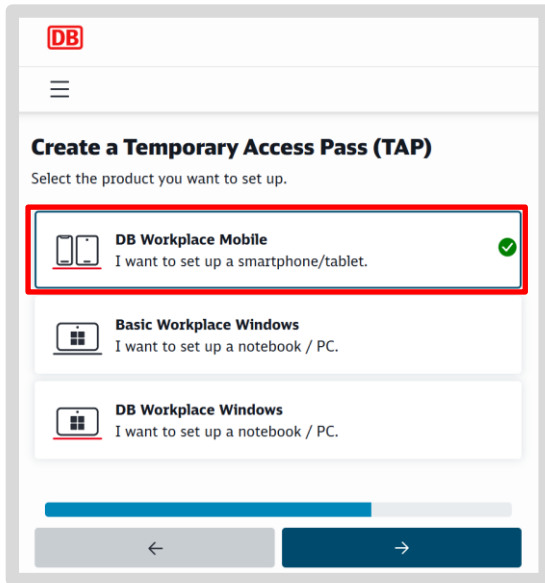 DB
Create a Temporary Access Pass (TAP)
Select the product you want to set up.
DB Workplace Mobile
I want to set up a smartphone/tablet.
Basic Workplace Windows
I want to set up a notebook / PC.
DB Workplace Windows
I want to set up a notebook / PC.